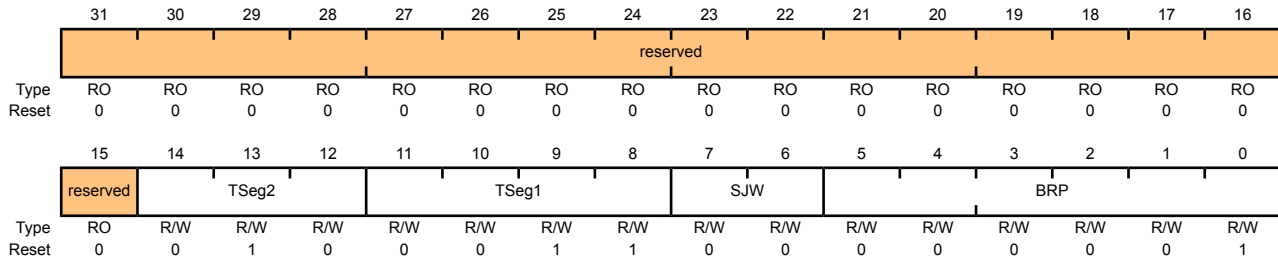 31 30 29 28 27 26 25 24 23 22 21 20 19 18 17 16
reserved
Type RO RO RO RO RO RO RO RO RO RO RO RO RO RO RO RO
Reset 0 0 0 0 0 0 0 0 0 0 0 0 0 0 0 0
15 14 13 12 11 10 9 8 7 6 5 4 3 2 1 0
reserved TSeg2 TSeg1 SJW BRP
Type RO R/W R/W R/W R/W R/W R/W R/W R/W R/W R/W R/W R/W R/W R/W R/W
Reset 0 0 1 0 0 0 1 1 0 0 0 0 0 0 0 1